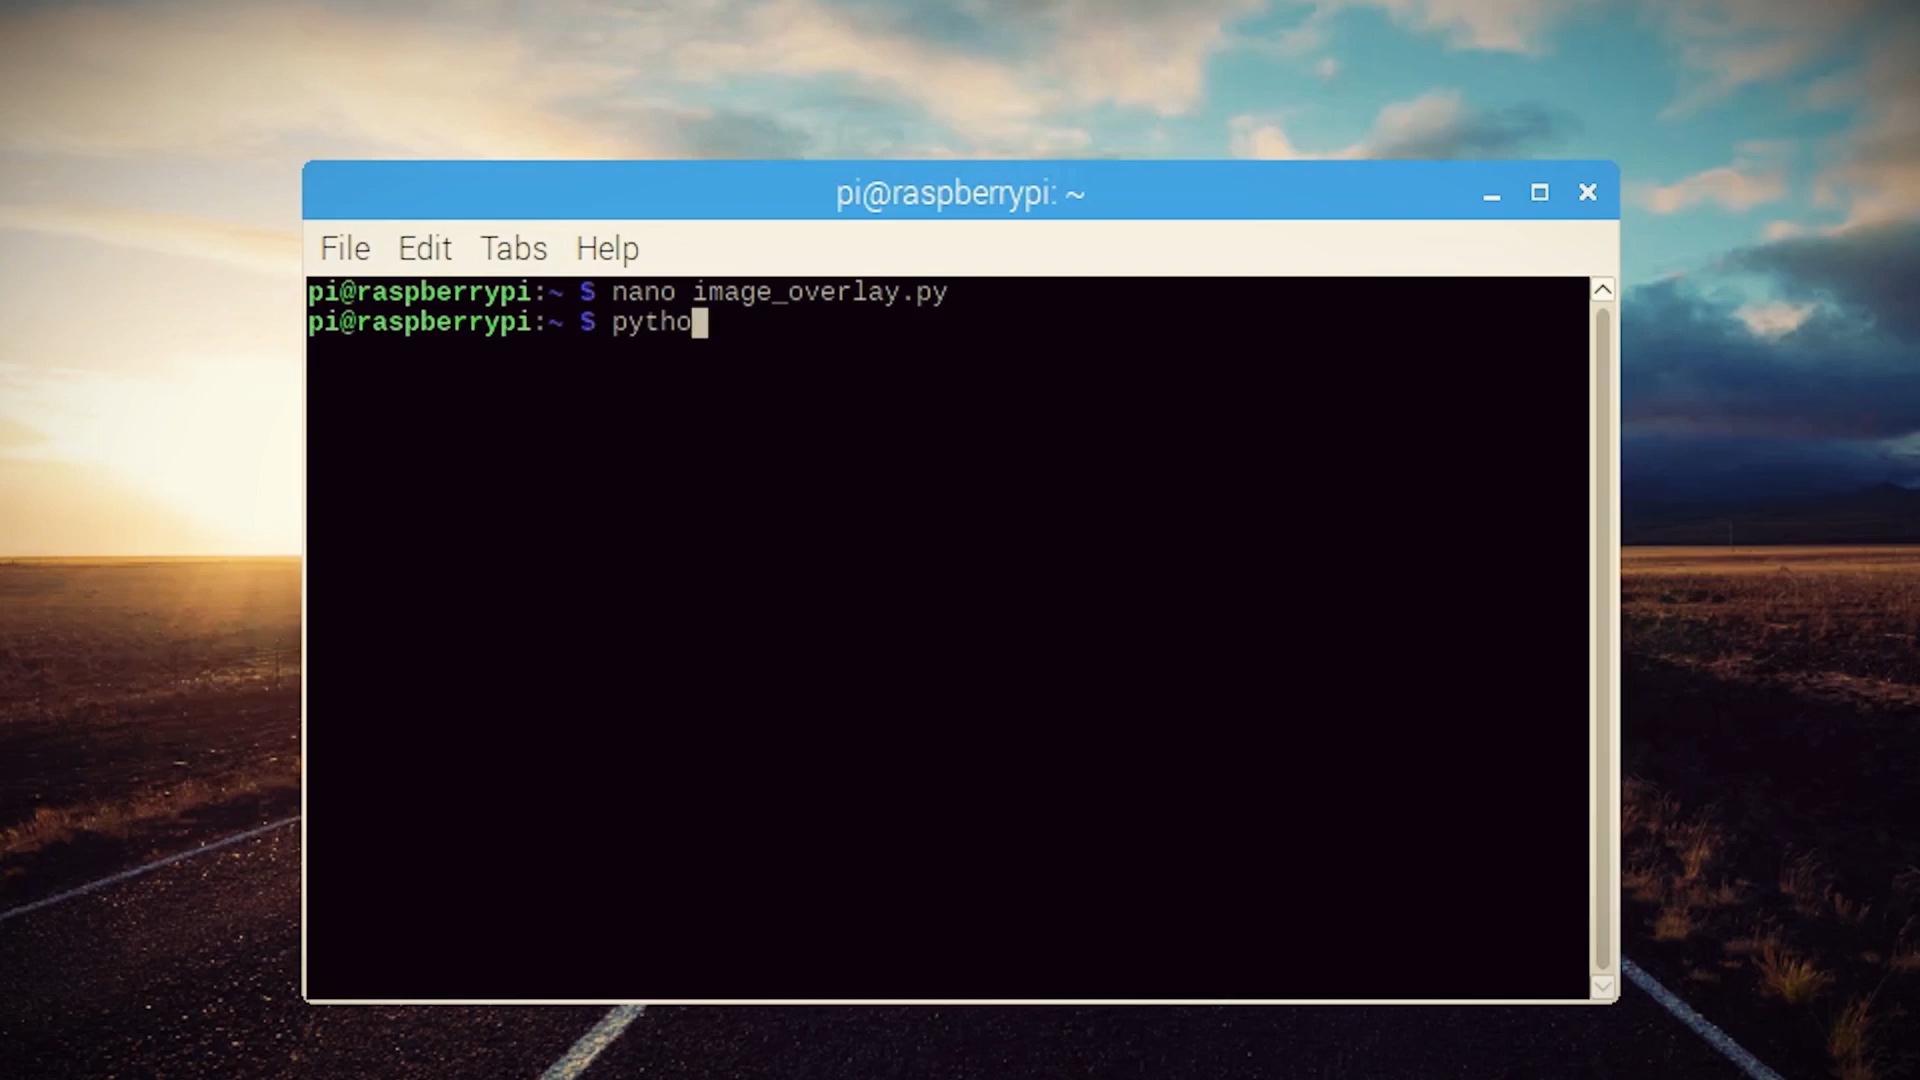 pi@raspberrypi: ~
File Edit Tabs Help
pi@raspberrypi:~ $ nano image_overlay.py
pi@raspberrypi:~ $ pytho